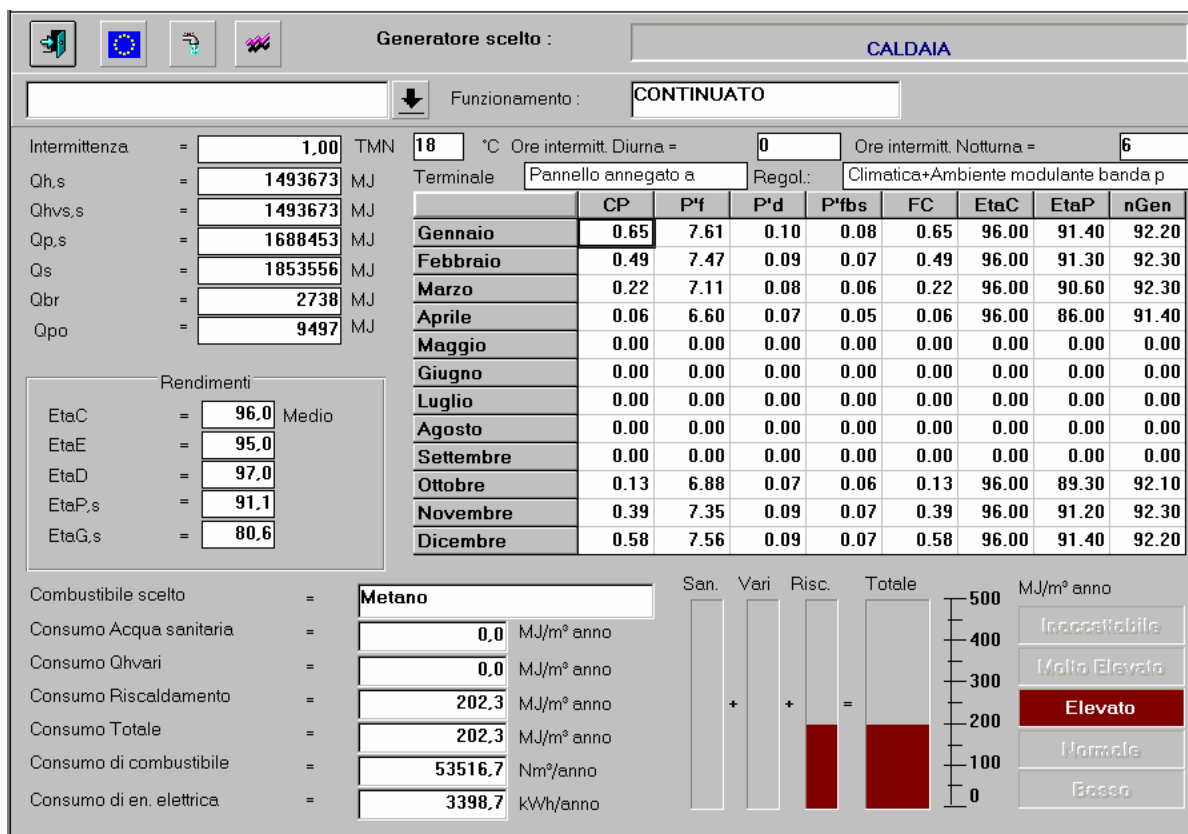 Generatore scelto : CALDAIA
Funzionamento : CONTINUATO
Intermittenza = 1,00 TMN 18 °C Ore intermitt. Diurna = 0 Ore intermitt. Notturna = 6
Qh,s = 1493673 MJ Terminale Pannello annegato a Regol.: Climatica+Ambiente modulante banda p
Qhvs,s = 1493673 MJ
Qp,s = 1688453 MJ
Qs = 1853556 MJ
Qbr = 2738 MJ
Qpo = 9497 MJ
CP P'f P'd P'fbs FC EtaC EtaP nGen
Gennaio 0.65 7.61 0.10 0.08 0.65 96.00 91.40 92.20
Febbraio 0.49 7.47 0.09 0.07 0.49 96.00 91.30 92.30
Marzo 0.22 7.11 0.08 0.06 0.22 96.00 90.60 92.30
Aprile 0.06 6.60 0.07 0.05 0.06 96.00 86.00 91.40
Maggio 0.00 0.00 0.00 0.00 0.00 0.00 0.00 0.00
Giugno 0.00 0.00 0.00 0.00 0.00 0.00 0.00 0.00
Luglio 0.00 0.00 0.00 0.00 0.00 0.00 0.00 0.00
Agosto 0.00 0.00 0.00 0.00 0.00 0.00 0.00 0.00
Settembre 0.00 0.00 0.00 0.00 0.00 0.00 0.00 0.00
Ottobre 0.13 6.88 0.07 0.06 0.13 96.00 89.30 92.10
Novembre 0.39 7.35 0.09 0.07 0.39 96.00 91.20 92.30
Dicembre 0.58 7.56 0.09 0.07 0.58 96.00 91.40 92.20
Rendimenti
EtaC = 96,0 Medio
EtaE = 95,0
EtaD = 97,0
EtaP,s = 91,1
EtaG,s = 80,6
Combustibile scelto = Metano
Consumo Acqua sanitaria = 0,0 MJ/m³ anno
Consumo Qhvari = 0,0 MJ/m³ anno
Consumo Riscaldamento = 202,3 MJ/m³ anno
Consumo Totale = 202,3 MJ/m³ anno
Consumo di combustibile = 53516,7 Nm³/anno
Consumo di en. elettrica = 3398,7 kWh/anno
San. Vari Risc. Totale
+ + =
500
400
300
200
100
0
MJ/m³ anno
Inaccettabile
Molto Elevato
Elevato
Normale
Basso